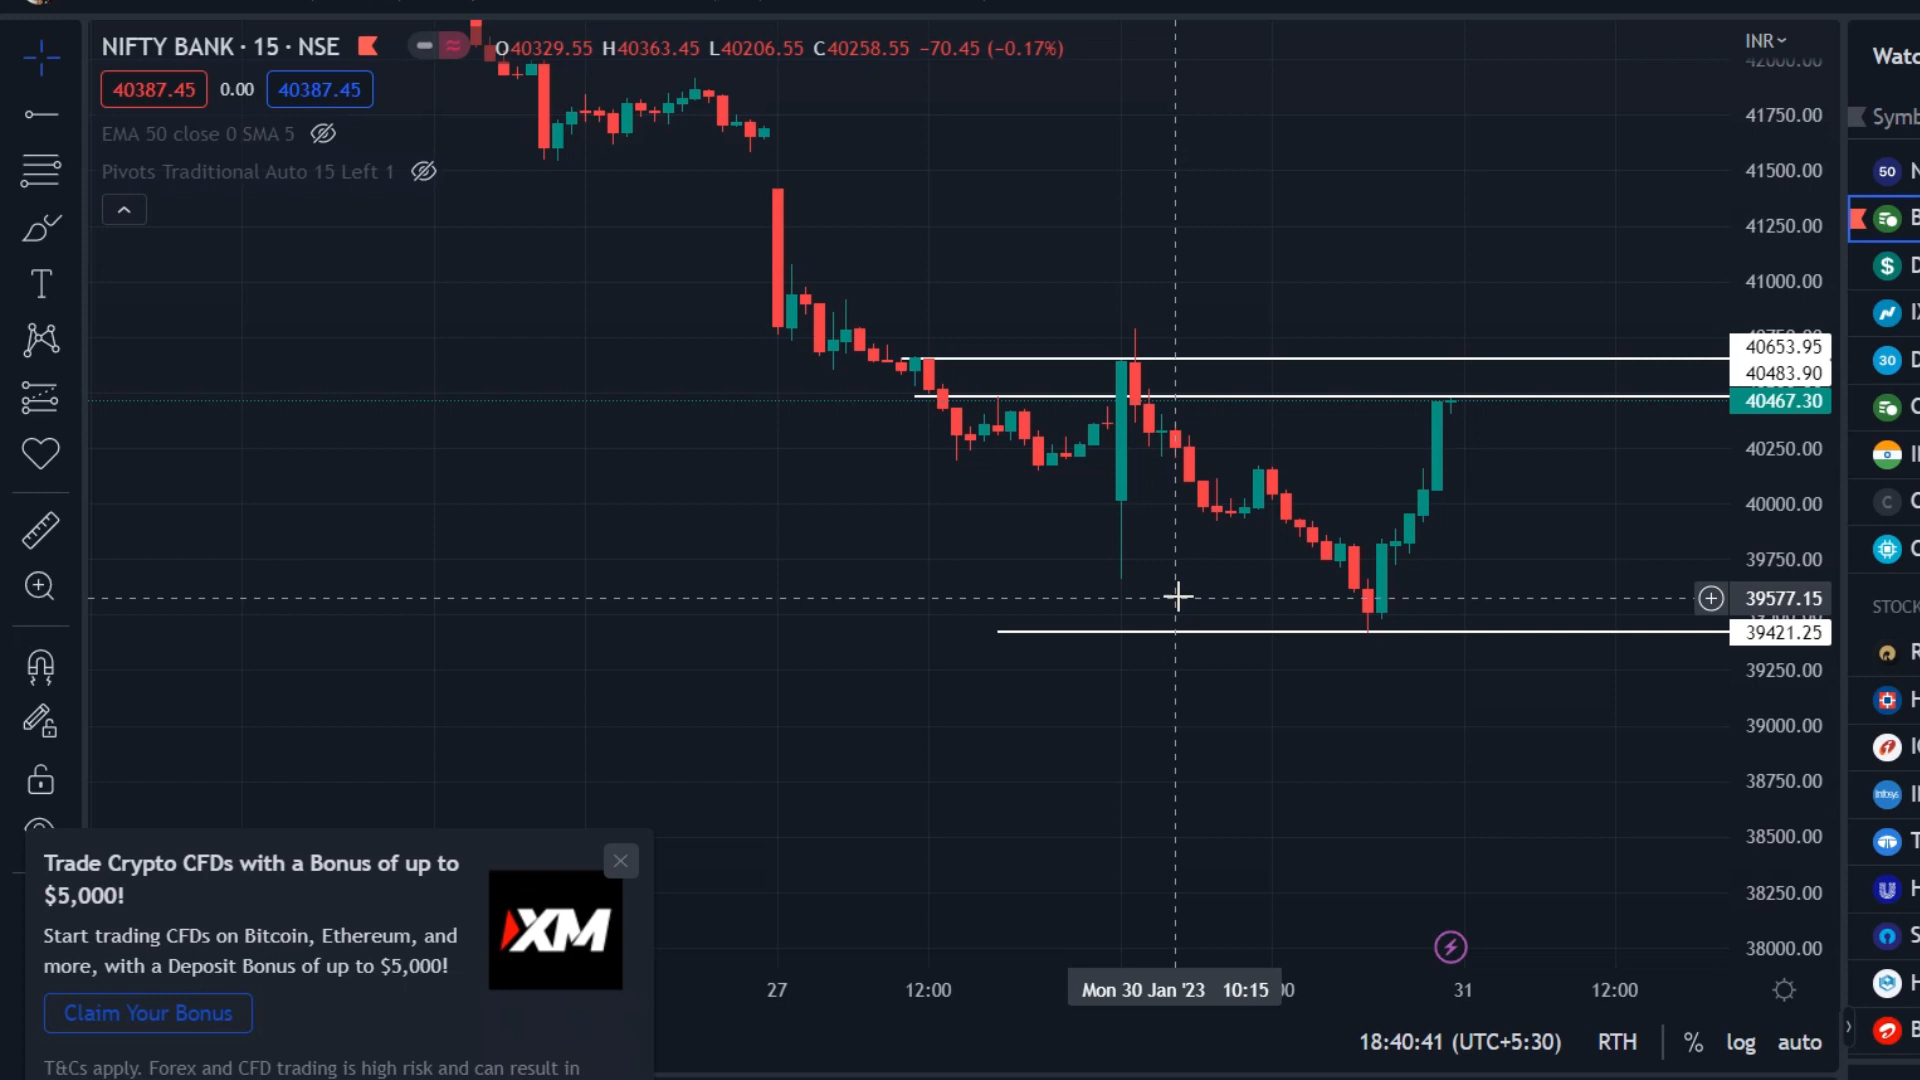 NIFTY BANK · 15 · NSE
O40329.55 H40363.45 L40206.55 C40258.55 −70.45 (−0.17%)
INR
Watc
40387.45 0.00 40387.45
EMA 50 close 0 SMA 5
Pivots Traditional Auto 15 Left 1
42000.00
41750.00
41500.00
41250.00
41000.00
40653.95
40483.90
40467.30
40250.00
40000.00
39750.00
39577.15
39421.25
39250.00
39000.00
38750.00
38500.00
38250.00
38000.00
Symb
50
30
STOCK
Infosys
Trade Crypto CFDs with a Bonus of up to
$5,000!
XM
Start trading CFDs on Bitcoin, Ethereum, and
more, with a Deposit Bonus of up to $5,000!
Claim Your Bonus
T&Cs apply. Forex and CFD trading is high risk and can result in
27 12:00 Mon 30 Jan '23 10:15 31 12:00
18:40:41 (UTC+5:30) RTH % log auto